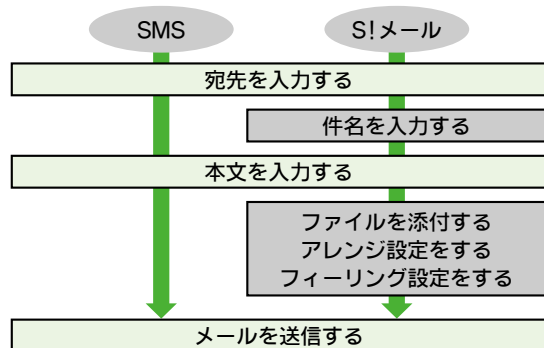 SMS
S!メール
宛先を入力する
件名を入力する
本文を入力する
ファイルを添付する
アレンジ設定をする
フィーリング設定をする
メールを送信する